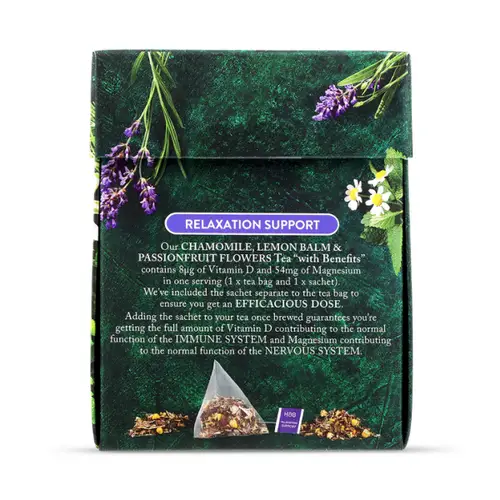 RELAXATION SUPPORT
Our CHAMOMILE, LEMON BALM &
PASSIONFRUIT FLOWERS Tea "with Benefits"
contains 8µg of Vitamin D and 54mg of Magnesium
in one serving (1 x tea bag and 1 x sachet).
We've included the sachet separate to the tea bag to
ensure you get an EFFICACIOUS DOSE.
Adding the sachet to your tea once brewed guarantees you're
getting the full amount of Vitamin D contributing to the normal
function of the IMMUNE SYSTEM and Magnesium contributing
to the normal function of the NERVOUS SYSTEM.